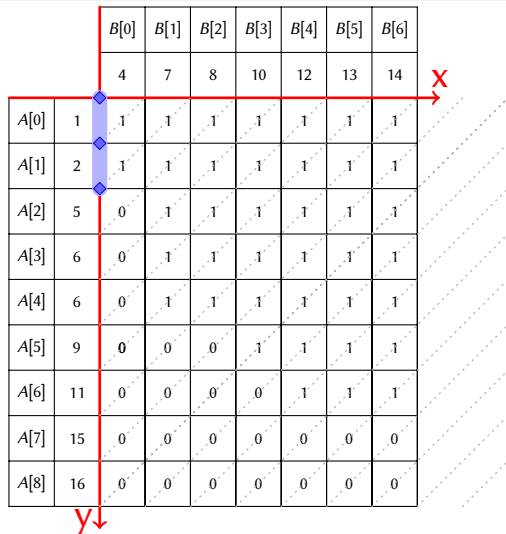 B[0] B[1] B[2] B[3] B[4] B[5] B[6]
4 7 8 10 12 13 14
x
A[0] 1 1 1 1 1 1 1 1
A[1] 2 1 1 1 1 1 1 1
A[2] 5 0 1 1 1 1 1 1
A[3] 6 0 1 1 1 1 1 1
A[4] 6 0 1 1 1 1 1 1
A[5] 9 0 0 0 1 1 1 1
A[6] 11 0 0 0 0 1 1 1
A[7] 15 0 0 0 0 0 0 0
A[8] 16 0 0 0 0 0 0 0
y